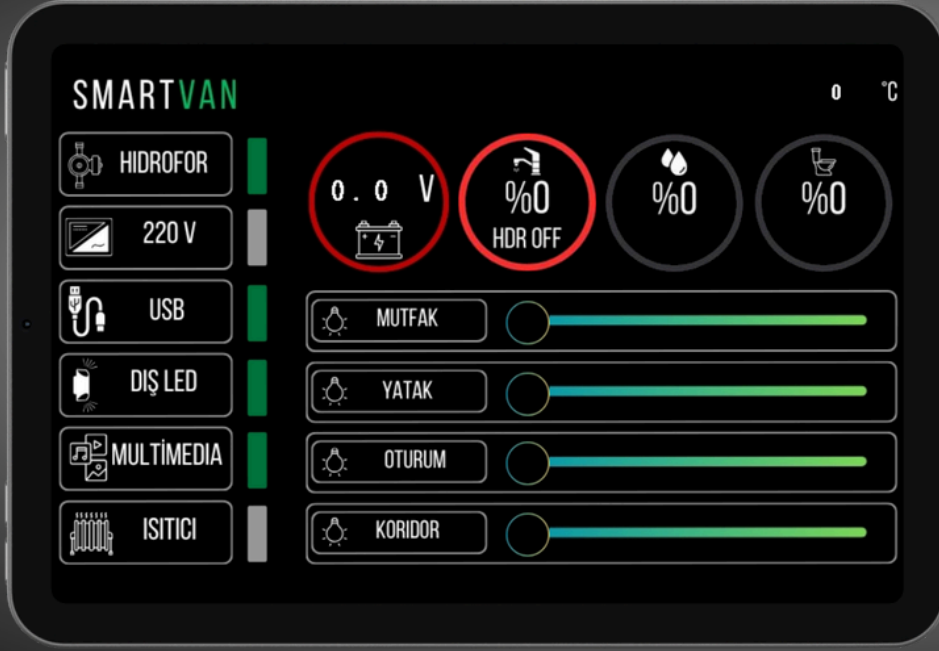 SMARTVAN
0 °C
HIDROFOR
220 V
USB
DIŞ LED
MULTİMEDIA
ISITICI
0.0 V
%0
HDR OFF
%0
%0
MUTFAK
YATAK
OTURUM
KORIDOR